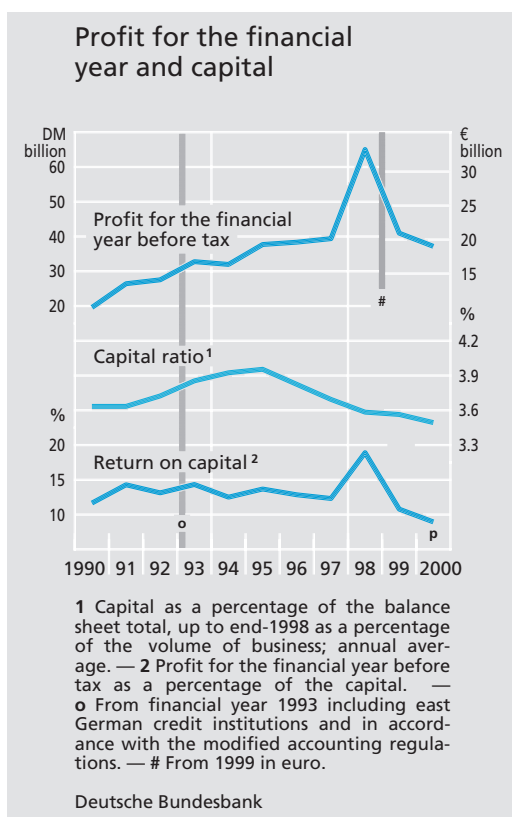 Profit for the financial
year and capital
DM
billion
€
billion
60
50
40
30
20
30
25
20
15
Profit for the financial
year before tax
#
%
4.2
3.9
3.6
3.3
Capital ratio 1
%
20
15
10
Return on capital 2
o
p
1990 91 92 93 94 95 96 97 98 99 2000
1 Capital as a percentage of the balance
sheet total, up to end-1998 as a percentage
of the volume of business; annual aver-
age. — 2 Profit for the financial year before
tax as a percentage of the capital. —
o From financial year 1993 including east
German credit institutions and in accord-
ance with the modified accounting regula-
tions. — # From 1999 in euro.
Deutsche Bundesbank